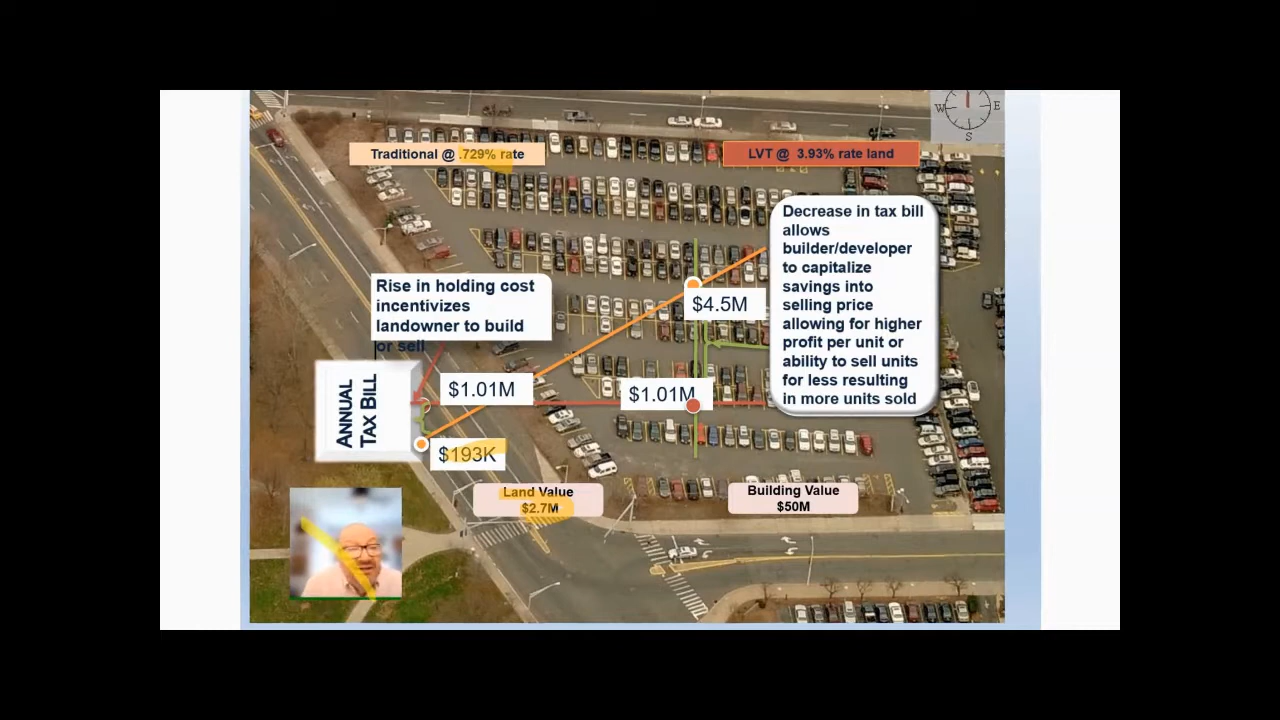 W
E
S
Traditional @ .729% rate
LVT @ 3.93% rate land
Decrease in tax bill
allows
builder/developer
to capitalize
savings into
selling price
allowing for higher
profit per unit or
ability to sell units
for less resulting
in more units sold
Rise in holding cost
incentivizes
landowner to build
or sell
$4.5M
$1.01M
$1.01M
ANNUAL
TAX BILL
$193K
Land Value
$2.7M
Building Value
$50M